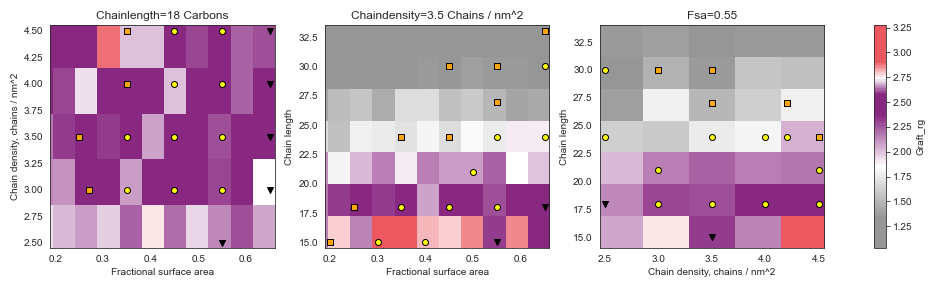 Chainlength=18 Carbons
Chaindensity=3.5 Chains / nm^2
Fsa=0.55
Chain density, chains / nm^2
4.50
4.25
4.00
3.75
3.50
3.25
3.00
2.75
2.50
0.2 0.3 0.4 0.5 0.6
Fractional surface area
Chain length
32.5
30.0
27.5
25.0
22.5
20.0
17.5
15.0
0.2 0.3 0.4 0.5 0.6
Fractional surface area
Chain length
32.5
30.0
27.5
25.0
22.5
20.0
17.5
15.0
2.5 3.0 3.5 4.0 4.5
Chain density, chains / nm^2
3.25
3.00
2.75
2.50
2.25
2.00
1.75
1.50
1.25
Graft_rg